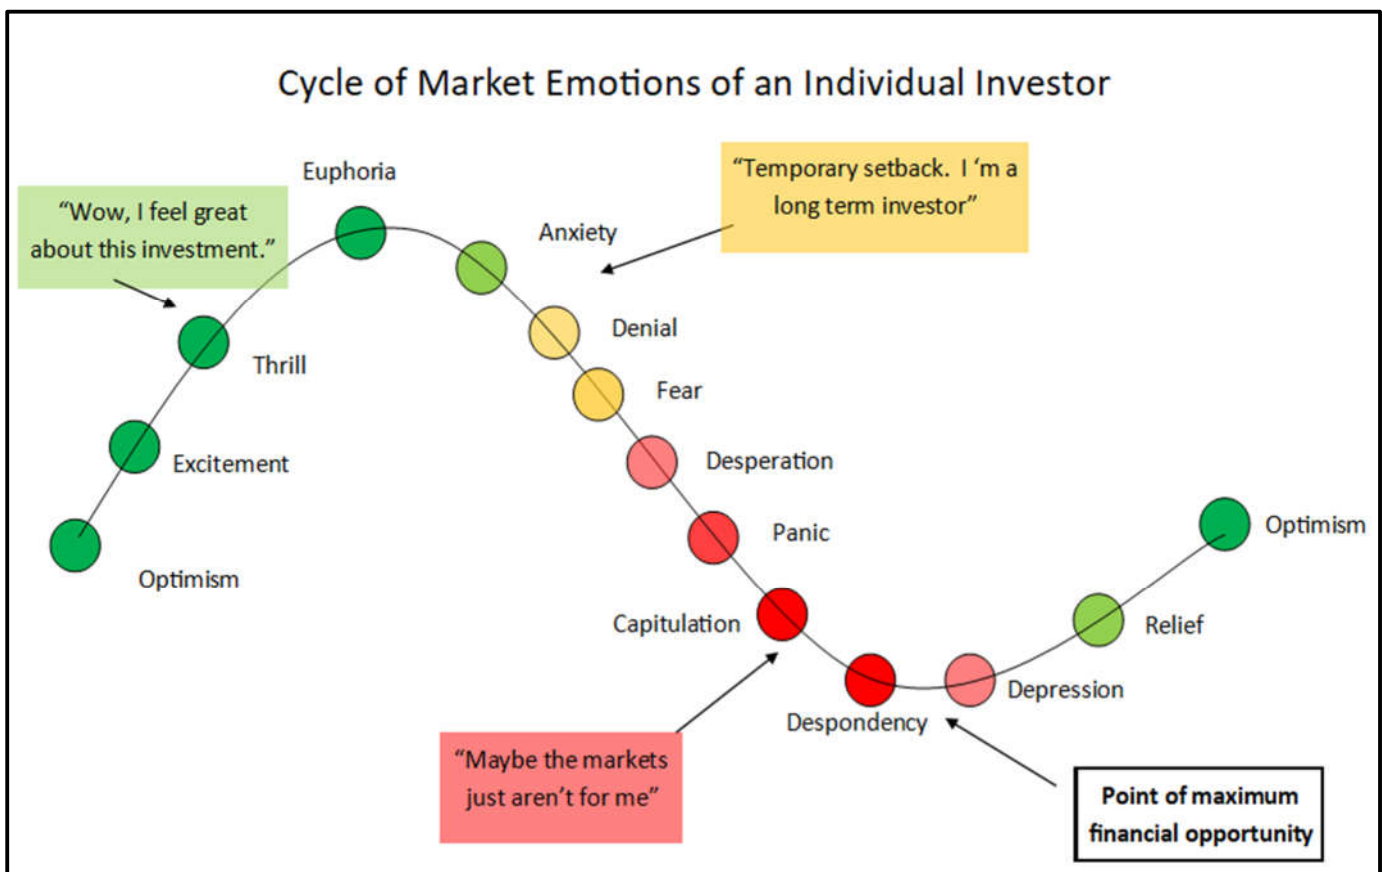 Cycle of Market Emotions of an Individual Investor
Euphoria
“Temporary setback.  I ‘m a
long term investor”
“Wow, I feel great
about this investment.”
Anxiety
Denial
Thrill
Fear
Excitement
Desperation
Panic
Optimism
Optimism
Capitulation
Relief
Depression
Despondency
“Maybe the markets
just aren’t for me”
Point of maximum
financial opportunity